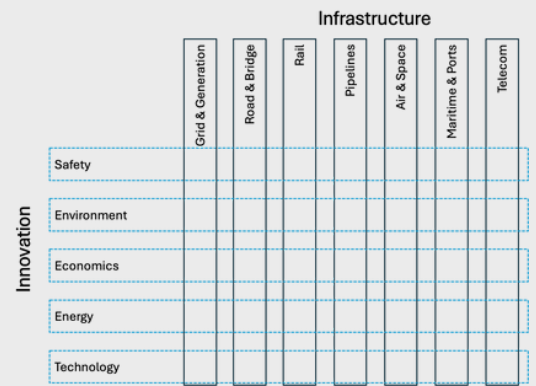 Infrastructure
Grid & Generation
Road & Bridge
Rail
Pipelines
Air & Space
Maritime & Ports
Telecom
Innovation
Safety
Environment
Economics
Energy
Technology